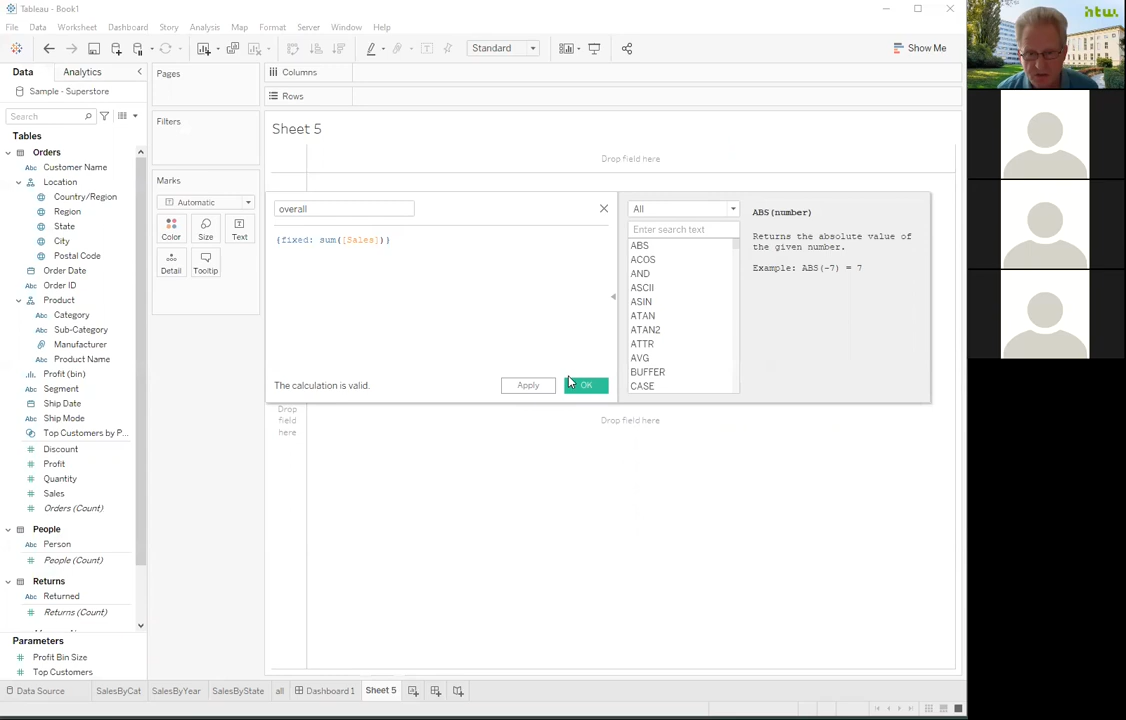 Tableau - Book1
File Data Worksheet Dashboard Story Analysis Map Format Server Window Help
Standard
Show Me
htw
Data Analytics
Sample - Superstore
Search
Tables
Orders
Customer Name
Location
Country/Region
Region
State
City
Postal Code
Order Date
Order ID
Product
Category
Sub-Category
Manufacturer
Product Name
Profit (bin)
Segment
Ship Date
Ship Mode
Top Customers by P...
Discount
Profit
Quantity
Sales
Orders (Count)
People
Person
People (Count)
Returns
Returned
Returns (Count)
Parameters
Profit Bin Size
Top Customers
Pages
Filters
Marks
Automatic
Color Size Text
Detail Tooltip
Columns
Rows
Sheet 5
Drop field here
overall
{fixed: sum([Sales])}
The calculation is valid.
Apply OK
All
Enter search text
ABS
ACOS
AND
ASCII
ASIN
ATAN
ATAN2
ATTR
AVG
BUFFER
CASE
ABS(number)
Returns the absolute value of
the given number.
Example: ABS(-7) = 7
Drop
field
here
Drop field here
Data Source SalesByCat SalesByYear SalesByState all Dashboard 1 Sheet 5